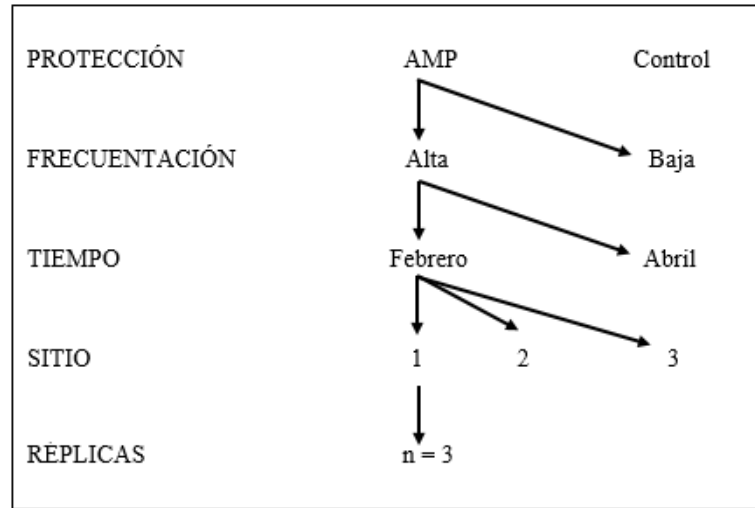 PROTECCIÓN AMP Control
FRECUENTACIÓN Alta Baja
TIEMPO Febrero Abril
SITIO 1 2 3
RÉPLICAS n = 3